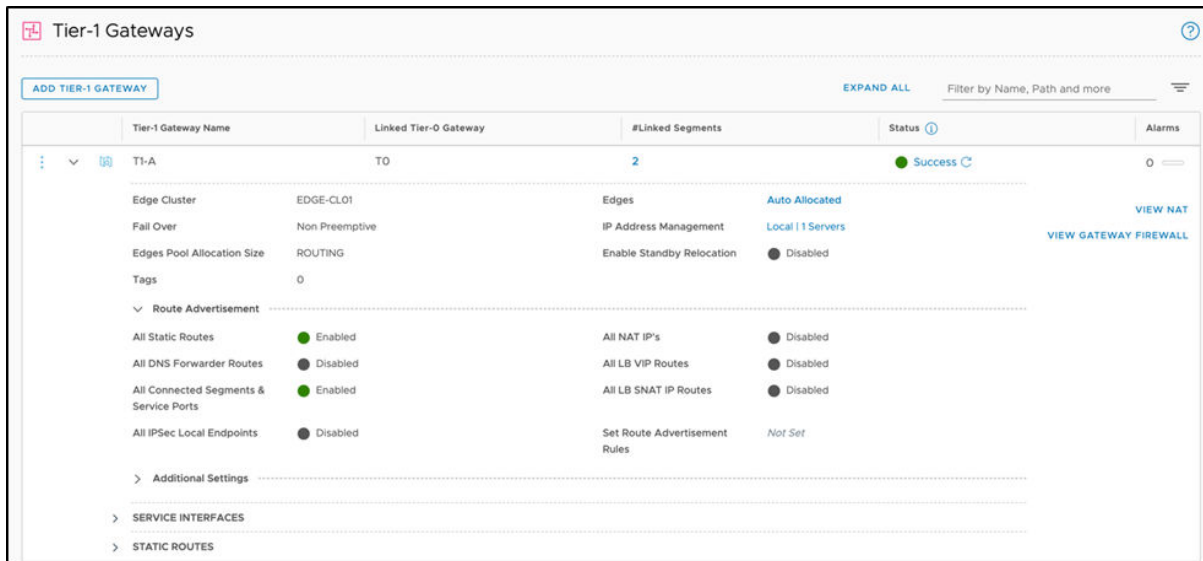 Tier-1 Gateways
ADD TIER-1 GATEWAY EXPAND ALL Filter by Name, Path and more
Tier-1 Gateway Name Linked Tier-0 Gateway #Linked Segments Status Alarms
T1-A T0 2 Success 0
Edge Cluster EDGE-CL01 Edges Auto Allocated
VIEW NAT
Fail Over Non Preemptive IP Address Management Local | 1 Servers
VIEW GATEWAY FIREWALL
Edges Pool Allocation Size ROUTING Enable Standby Relocation Disabled
Tags 0
Route Advertisement
All Static Routes Enabled All NAT IP's Disabled
All DNS Forwarder Routes Disabled All LB VIP Routes Disabled
All Connected Segments & Enabled All LB SNAT IP Routes Disabled
Service Ports
All IPSec Local Endpoints Disabled Set Route Advertisement Not Set
Rules
Additional Settings
SERVICE INTERFACES
STATIC ROUTES